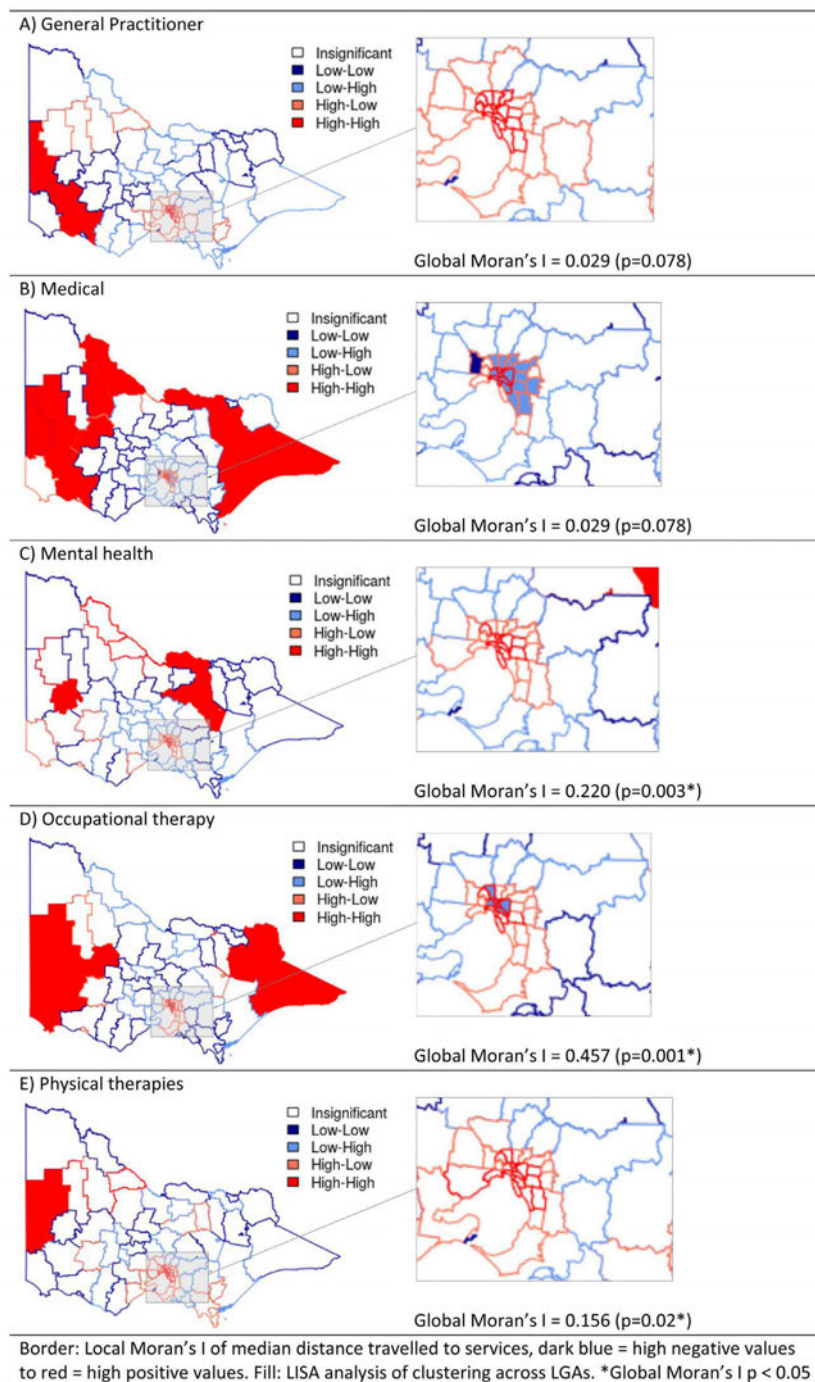 A) General Practitioner
Insignificant
Low-Low
Low-High
High-Low
High-High
Global Moran's I = 0.029 (p=0.078)
B) Medical
Insignificant
Low-Low
Low-High
High-Low
High-High
Global Moran's I = 0.029 (p=0.078)
C) Mental health
Insignificant
Low-Low
Low-High
High-Low
High-High
Global Moran's I = 0.220 (p=0.003*)
D) Occupational therapy
Insignificant
Low-Low
Low-High
High-Low
High-High
Global Moran's I = 0.457 (p=0.001*)
E) Physical therapies
Insignificant
Low-Low
Low-High
High-Low
High-High
Global Moran's I = 0.156 (p=0.02*)
Border: Local Moran's I of median distance travelled to services, dark blue = high negative values
to red = high positive values. Fill: LISA analysis of clustering across LGAs. *Global Moran's I p < 0.05